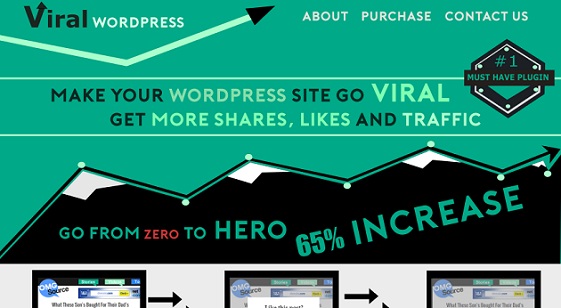 Viral WORDPRESS
ABOUT PURCHASE CONTACT US
#1
MUST HAVE PLUGIN
MAKE YOUR WORDPRESS SITE GO VIRAL
GET MORE SHARES, LIKES AND TRAFFIC
GO FROM ZERO TO HERO 65% INCREASE
OMG
Source
What These Son's Bought For Their Dad's
OMG
Source
Like this post?
OMG
Source
What These Son's Bought For Their Dad's